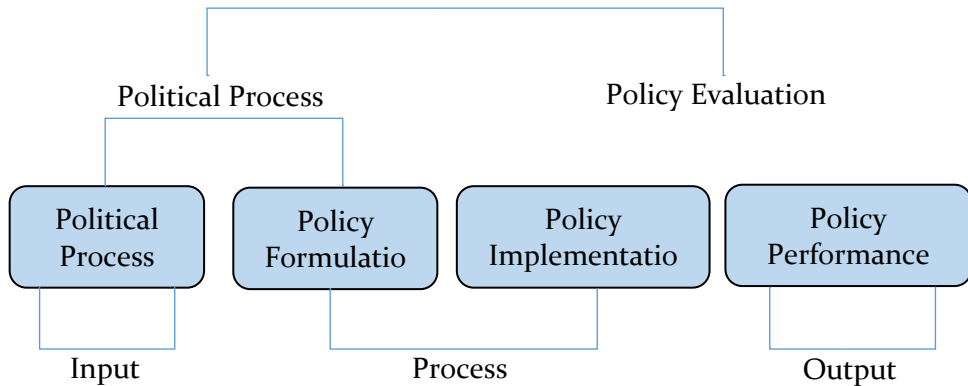 Political Process
Policy Evaluation
Political
Process
Policy
Formulatio
Policy
Implementatio
Policy
Performance
Input
Process
Output